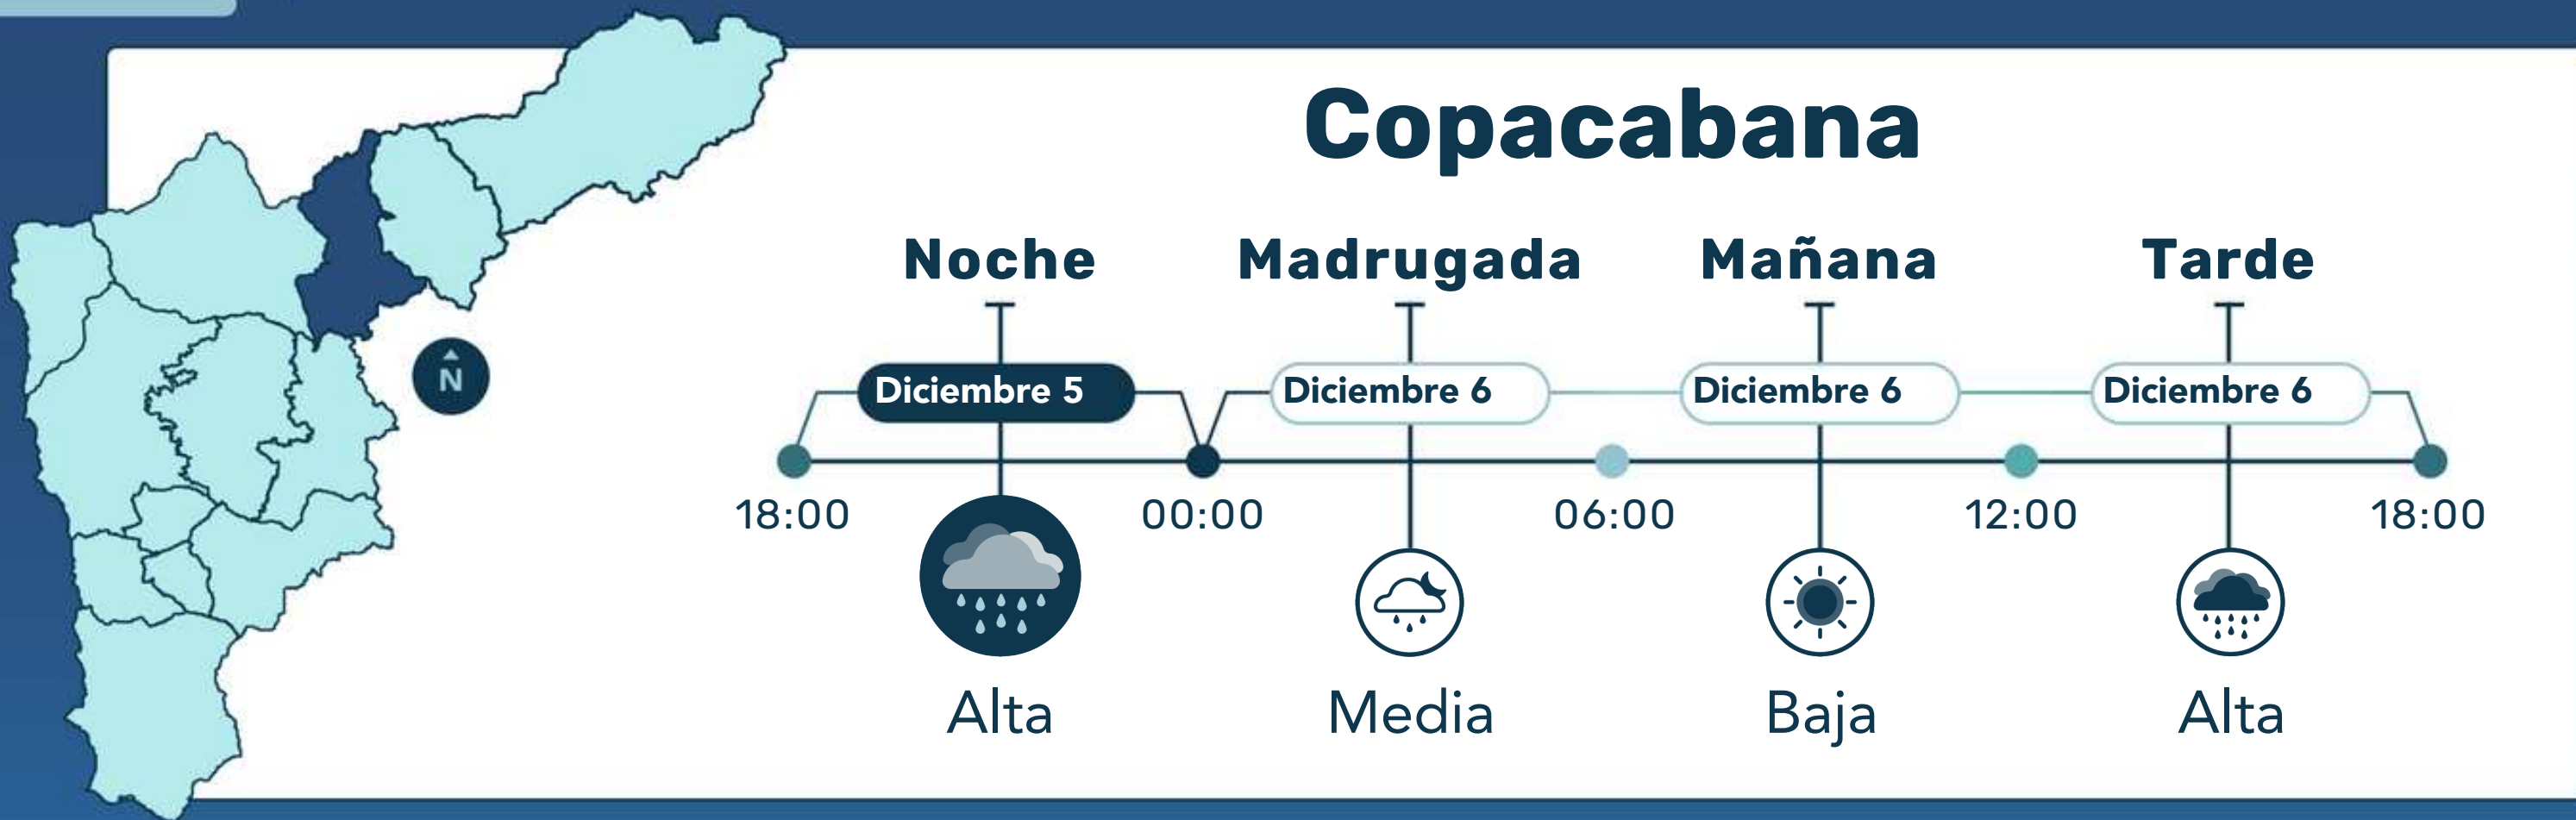 Copacabana
Noche Madrugada Mañana Tarde
Diciembre 5 Diciembre 6 Diciembre 6 Diciembre 6
N
18:00 00:00 06:00 12:00 18:00
Alta Media Baja Alta